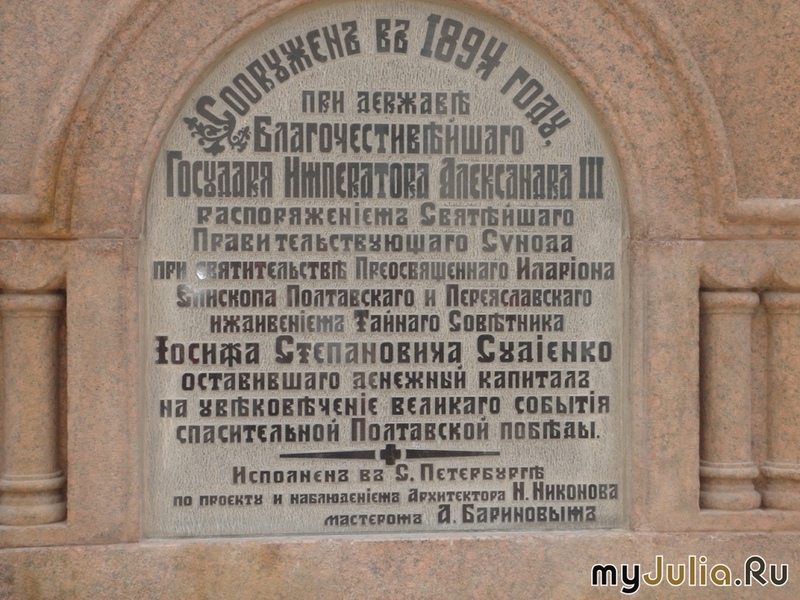 Сооруженъ въ 1894 году,
при державѣ
Благочестивѣйшаго
Государя Императора Александра III
распоряженіемъ Святѣйшаго
Правительствующаго Сѵнода
при святительствѣ Преосвященнаго Иларіона
Епископа Полтавскаго и Переяславскаго
ижаивеніемъ Тайнаго Совѣтника
Іосифа Степановича Судіенко
оставившаго денежный капиталъ
на увѣковѣченіе великаго событія
спасительной Полтавской побѣды.
Исполненъ въ С. Петербургѣ
по проекту и наблюденіемъ Архитектора Н. Никонова
мастеромъ А. Бариновымъ
myJulia.Ru